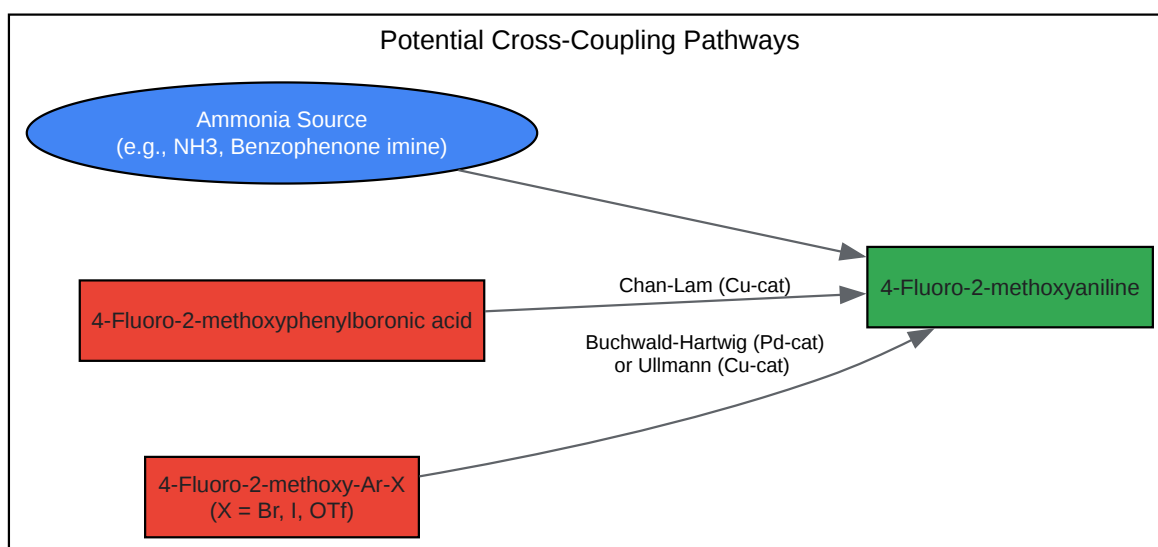 Potential Cross-Coupling Pathways
Ammonia Source
(e.g., NH3, Benzophenone imine)
4-Fluoro-2-methoxyphenylboronic acid
Chan-Lam (Cu-cat)
4-Fluoro-2-methoxyaniline
Buchwald-Hartwig (Pd-cat)
or Ullmann (Cu-cat)
4-Fluoro-2-methoxy-Ar-X
(X = Br, I, OTf)